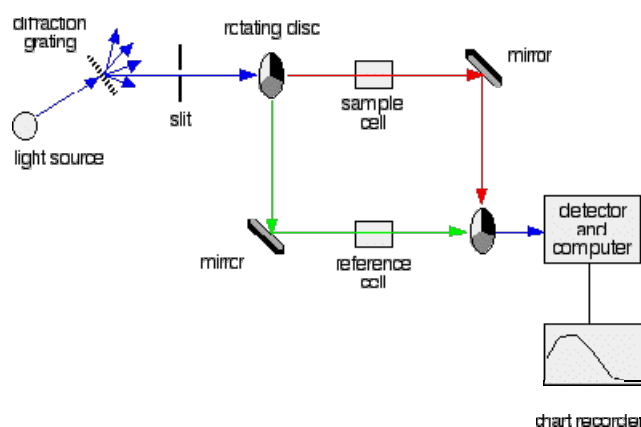 diffraction
grating
rotating disc
mirror
slit
sample
cell
light source
detector
and
computer
mirror
reference
cell
chart recorder